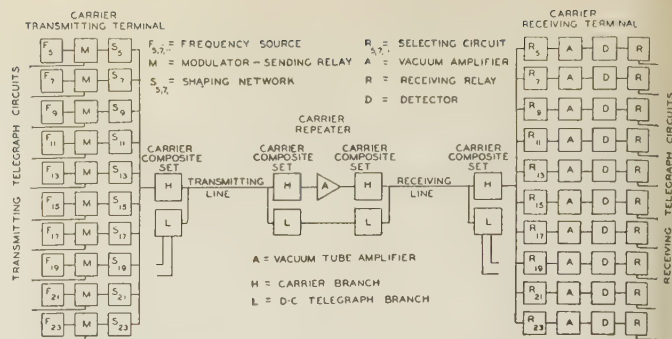 CARRIER
TRANSMITTING TERMINAL
TRANSMITTING TELEGRAPH CIRCUITS
F5 M S5
F7 M S7
F9 M S9
F11 M S11
F13 M S13
F15 M S15
F17 M S17
F19 M S19
F21 M S21
F23 M S23
F5,7,.. = FREQUENCY SOURCE
M = MODULATOR - SENDING RELAY
S5,7, = SHAPING NETWORK
R5,7,. = SELECTING CIRCUIT
A = VACUUM AMPLIFIER
R = RECEIVING RELAY
D = DETECTOR
CARRIER
COMPOSITE
SET
H
L
TRANSMITTING
LINE
CARRIER
REPEATER
CARRIER
COMPOSITE
SET
H
L
A
CARRIER
COMPOSITE
SET
H
L
RECEIVING
LINE
CARRIER
COMPOSITE
SET
H
L
A = VACUUM TUBE AMPLIFIER
H = CARRIER BRANCH
L = D-C TELEGRAPH BRANCH
CARRIER
RECEIVING TERMINAL
R5 A D R
R7 A D R
R9 A D R
R11 A D R
R13 A D R
R15 A D R
R17 A D R
R19 A D R
R21 A D R
R23 A D R
RECEIVING TELEGRAPH CIRCUITS